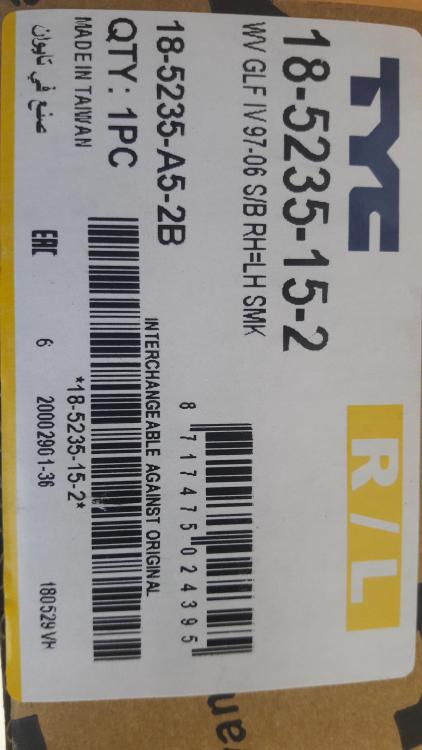 TYC
R / L
18-5235-15-2
WV GLF IV 97-06 S/B RH=LH SMK
8 717475 024395
18-5235-A5-2B
INTERCHANGEABLE AGAINST ORIGINAL
QTY: 1PC
*18-5235-15-2*
MADE IN TAIWAN
صنع في تايوان
EAC
6
20002901-36
180529 VH